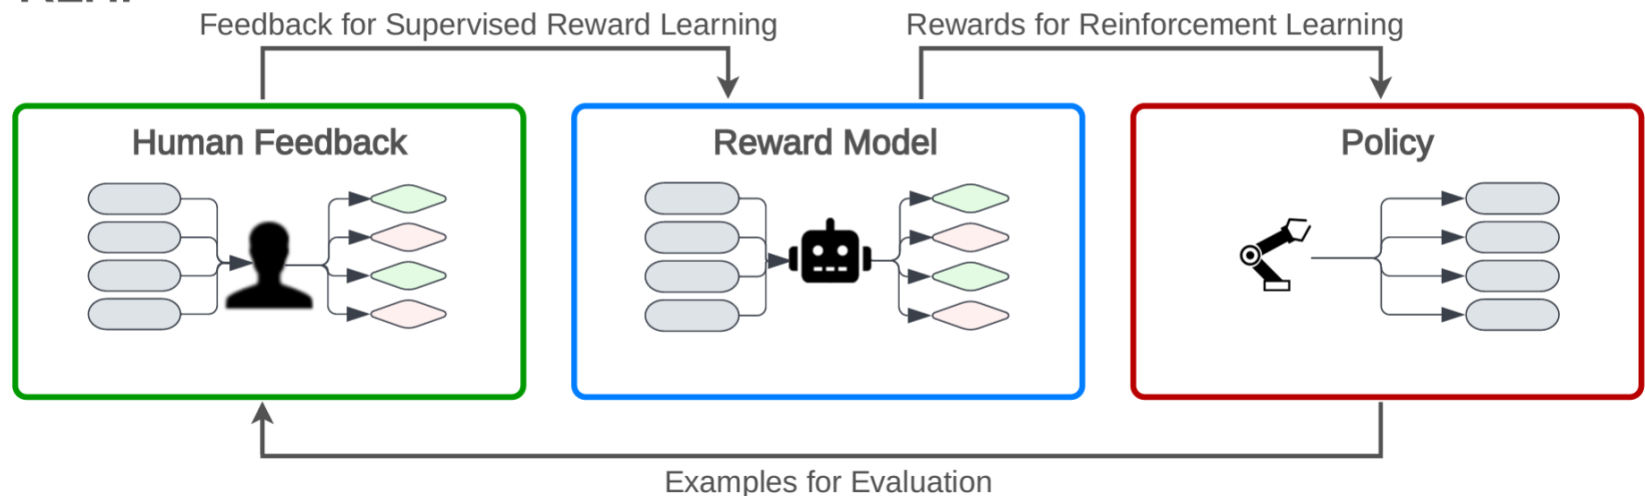 Feedback for Supervised Reward Learning
Rewards for Reinforcement Learning
Human Feedback
Reward Model
Policy
Examples for Evaluation